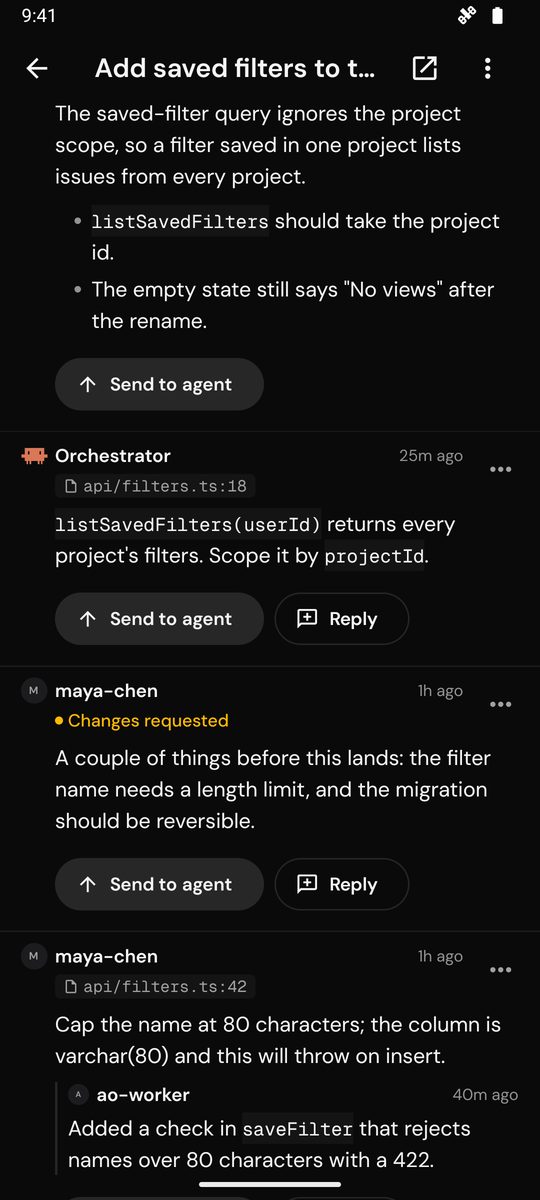 9:41
Add saved filters to t...
The saved-filter query ignores the project
scope, so a filter saved in one project lists
issues from every project.
listSavedFilters should take the project
id.
The empty state still says "No views" after
the rename.
Send to agent
Orchestrator
25m ago
api/filters.ts:18
listSavedFilters(userId) returns every
project's filters. Scope it by projectId.
Send to agent
Reply
M
maya-chen
1h ago
Changes requested
A couple of things before this lands: the filter
name needs a length limit, and the migration
should be reversible.
Send to agent
Reply
M
maya-chen
1h ago
api/filters.ts:42
Cap the name at 80 characters; the column is
varchar(80) and this will throw on insert.
A
ao-worker
40m ago
Added a check in saveFilter that rejects
names over 80 characters with a 422.